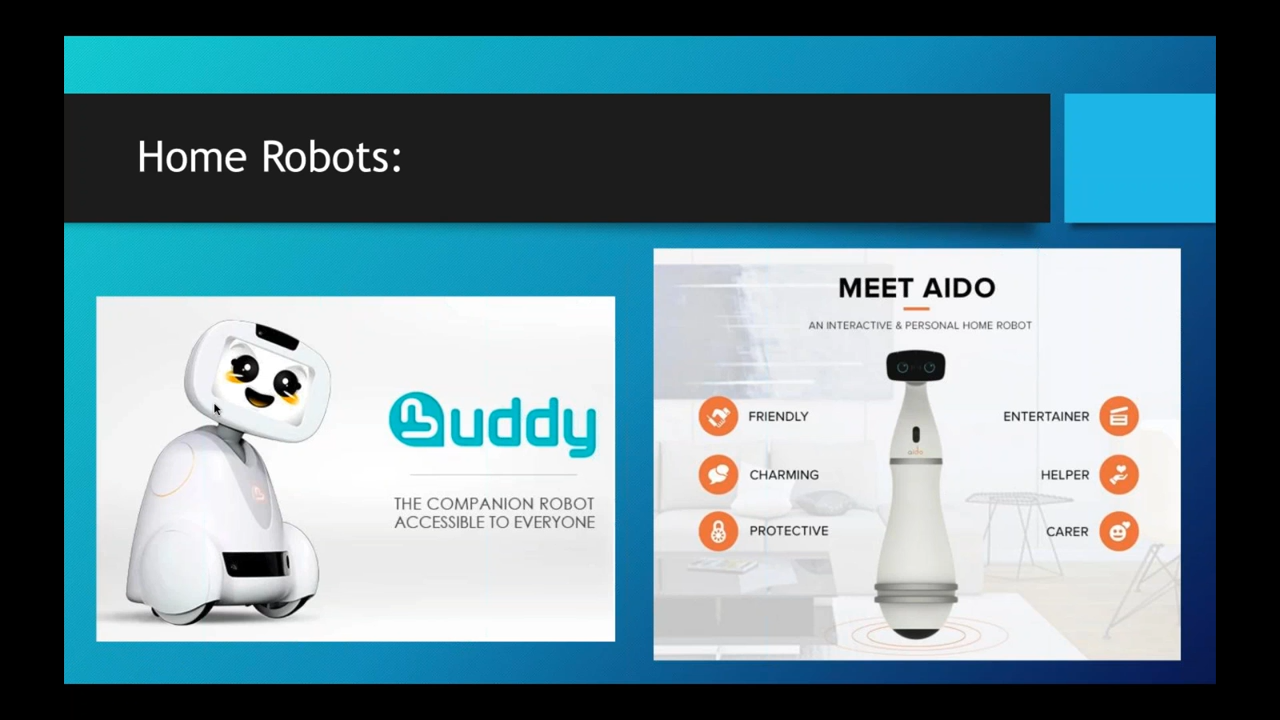 Home Robots:
Buddy
THE COMPANION ROBOT
ACCESSIBLE TO EVERYONE
MEET AIDO
AN INTERACTIVE & PERSONAL HOME ROBOT
FRIENDLY
CHARMING
PROTECTIVE
aido
ENTERTAINER
HELPER
CARER